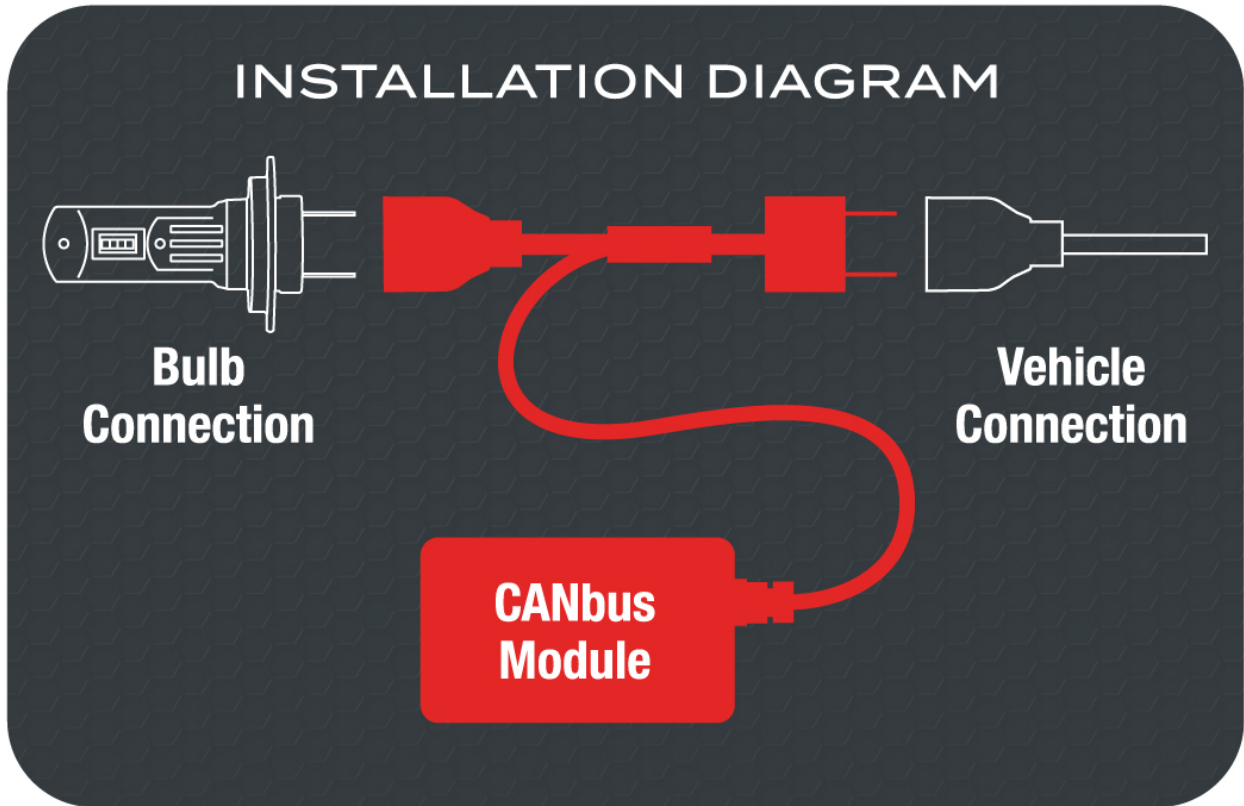 INSTALLATION DIAGRAM
Bulb
Connection
Vehicle
Connection
CANbus
Module